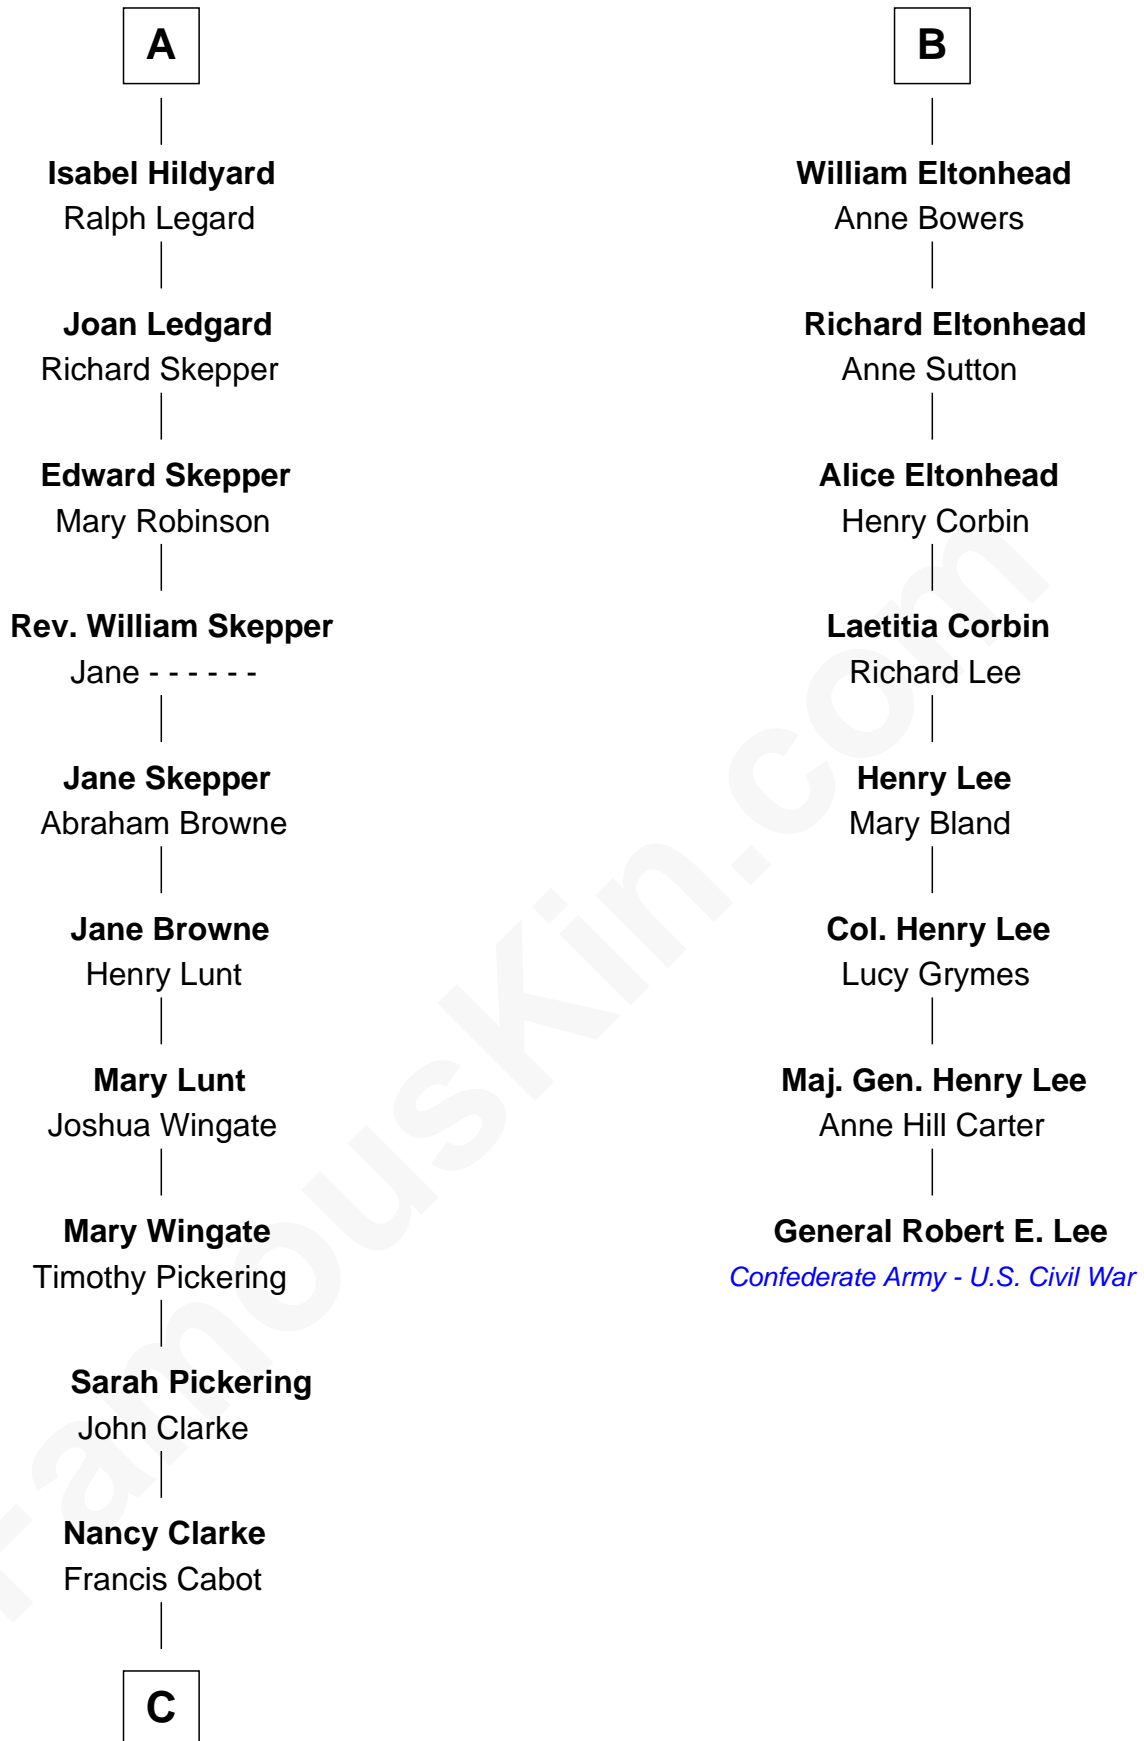 A
Isabel Hildyard
Ralph Legard
Joan Ledgard
Richard Skepper
Edward Skepper
Mary Robinson
Rev. William Skepper
Jane - - - - - -
Jane Skepper
Abraham Browne
Jane Browne
Henry Lunt
Mary Lunt
Joshua Wingate
Mary Wingate
Timothy Pickering
Sarah Pickering
John Clarke
Nancy Clarke
Francis Cabot
C
B
William Eltonhead
Anne Bowers
Richard Eltonhead
Anne Sutton
Alice Eltonhead
Henry Corbin
Laetitia Corbin
Richard Lee
Henry Lee
Mary Bland
Col. Henry Lee
Lucy Grymes
Maj. Gen. Henry Lee
Anne Hill Carter
General Robert E. Lee
Confederate Army - U.S. Civil War
FamousKin.com